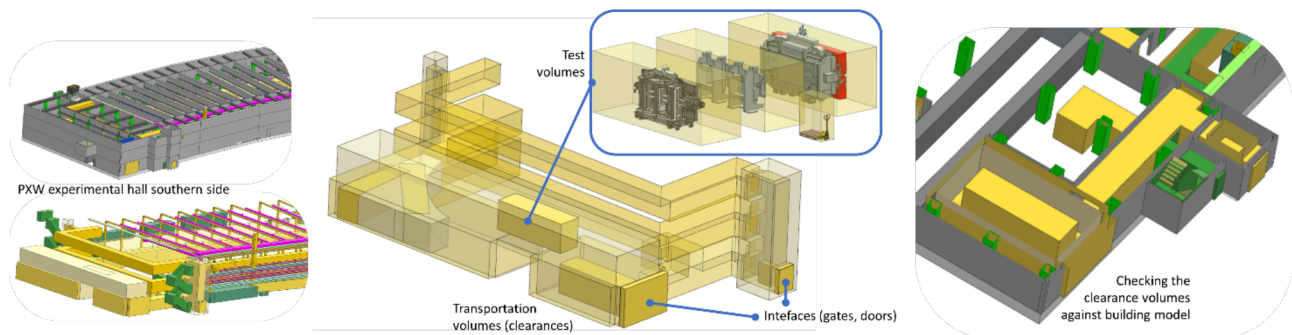 PXW experimental hall southern side
Test
volumes
Transportation
volumes (clearances)
Intefaces (gates, doors)
Checking the
clearance volumes
against building model